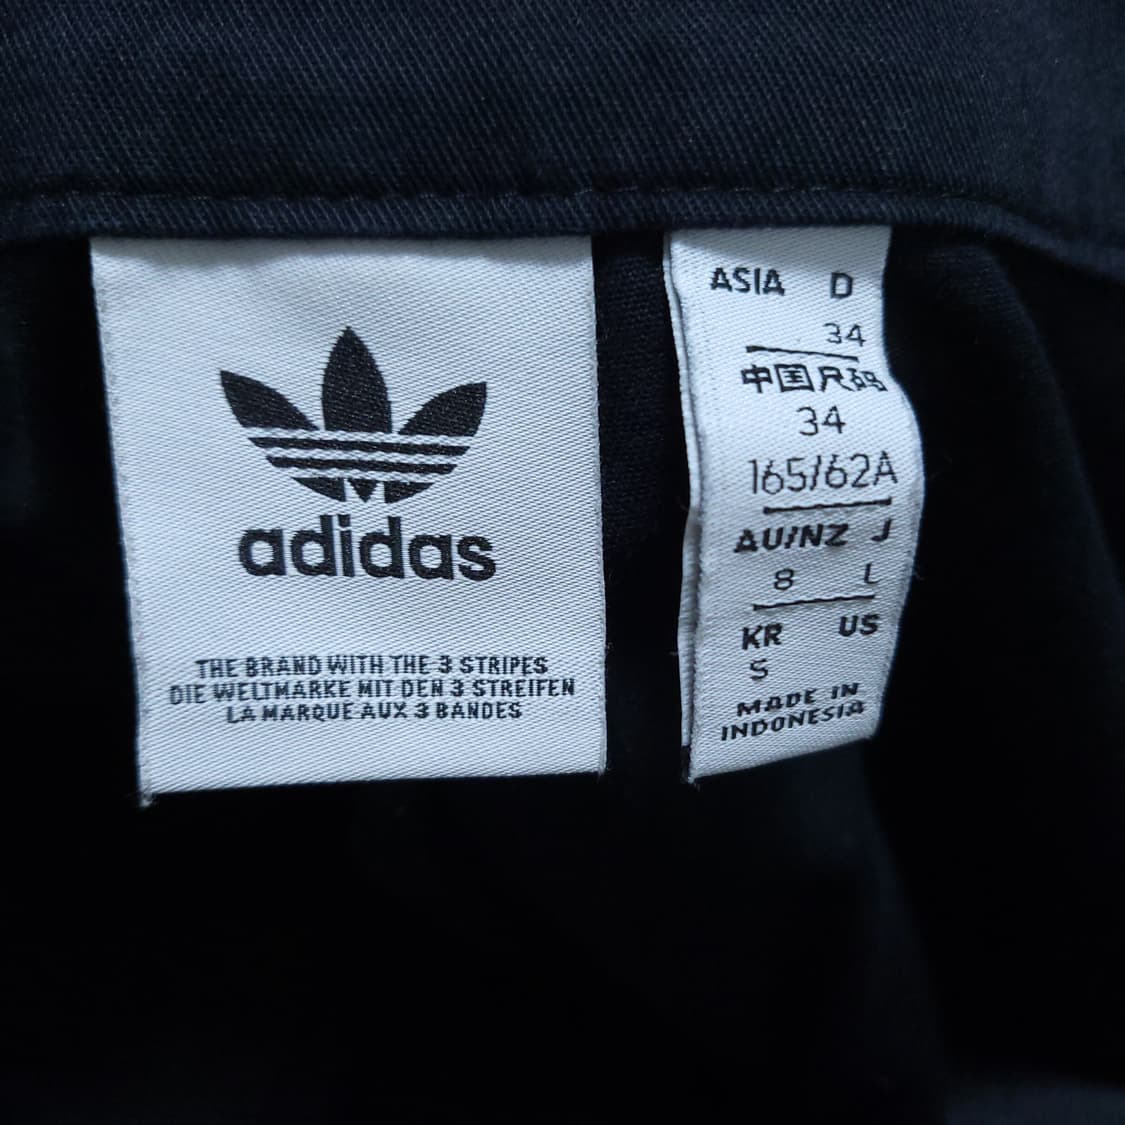 adidas
THE BRAND WITH THE 3 STRIPES
DIE WELTMARKE MIT DEN 3 STREIFEN
LA MARQUE AUX 3 BANDES
ASIA D
34
中国尺码
34
165/62A
AU/NZ J
8 L
KR US
S
MADE IN
INDONESIA